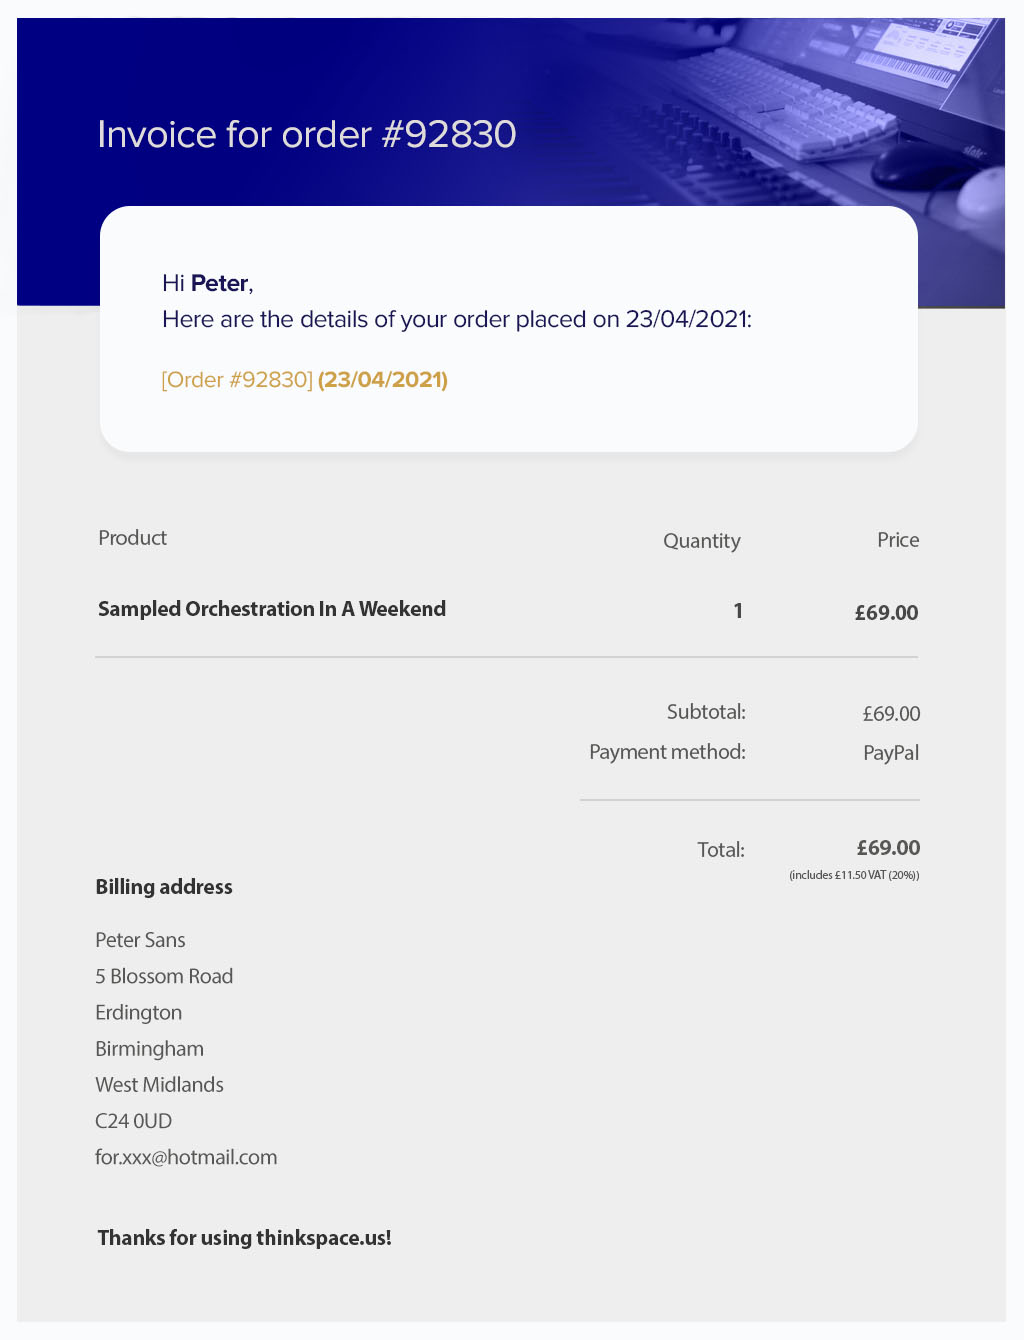 Invoice for order #92830
Hi Peter,
Here are the details of your order placed on 23/04/2021:
[Order #92830] (23/04/2021)
Product Quantity Price
Sampled Orchestration In A Weekend 1 £69.00
Subtotal: £69.00
Payment method: PayPal
Total: £69.00
(includes £11.50 VAT (20%))
Billing address
Peter Sans
5 Blossom Road
Erdington
Birmingham
West Midlands
C24 0UD
for.xxx@hotmail.com
Thanks for using thinkspace.us!